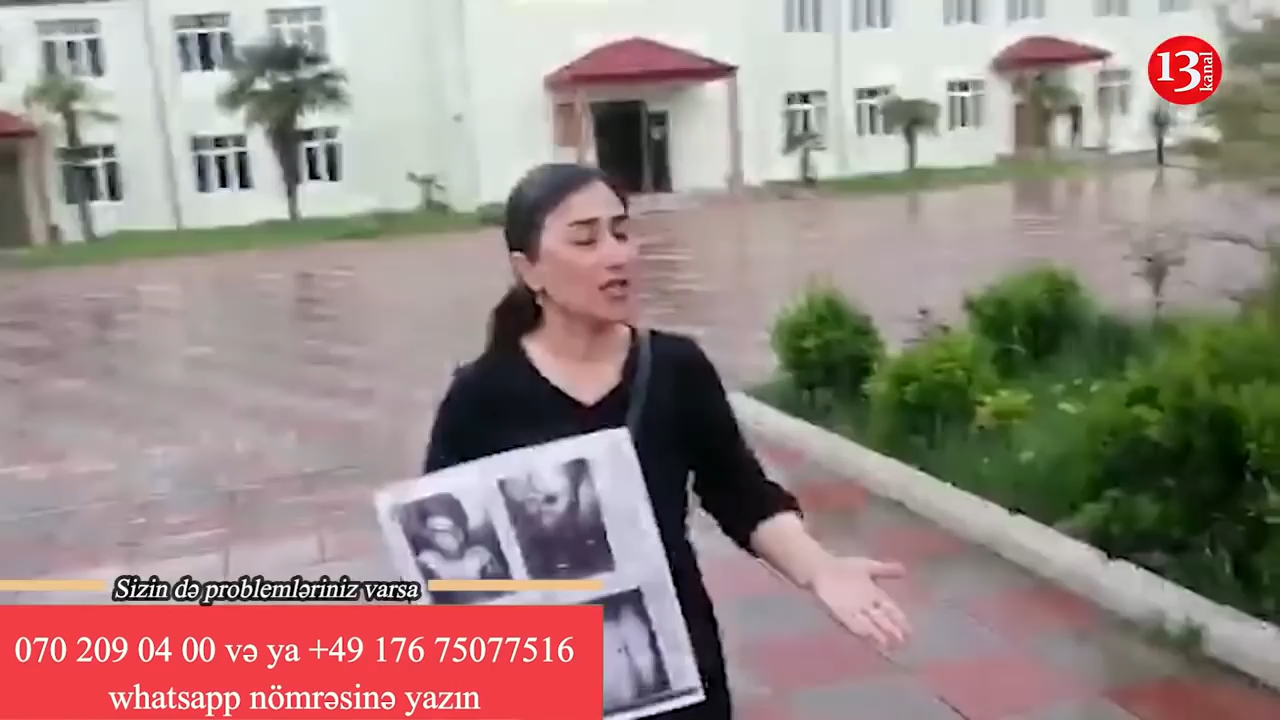 13
kanal
Sizin də problemləriniz varsa
070 209 04 00 və ya +49 176 75077516
whatsapp nömrəsinə yazın